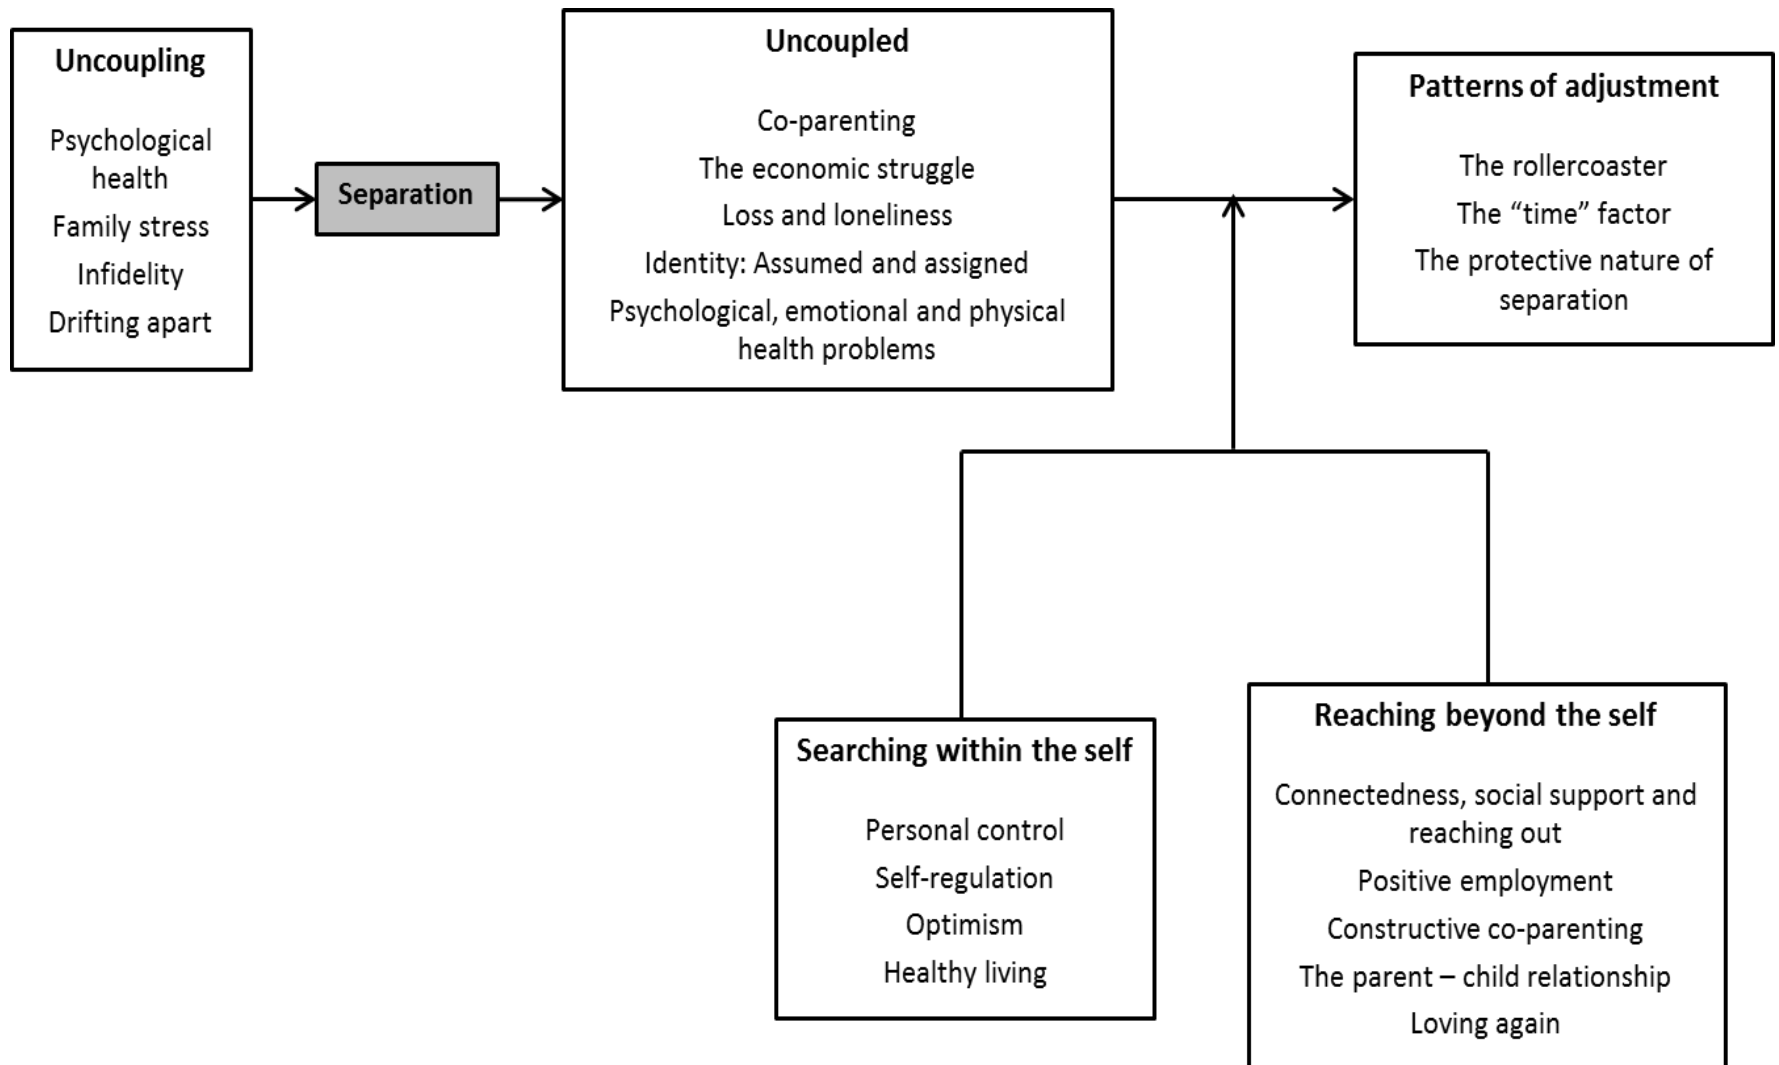 Uncoupling
Psychological
health
Family stress
Infidelity
Drifting apart
Separation
Uncoupled
Co-parenting
The economic struggle
Loss and loneliness
Identity: Assumed and assigned
Psychological, emotional and physical
health problems
Patterns of adjustment
The rollercoaster
The “time” factor
The protective nature of
separation
Searching within the self
Personal control
Self-regulation
Optimism
Healthy living
Reaching beyond the self
Connectedness, social support and
reaching out
Positive employment
Constructive co-parenting
The parent – child relationship
Loving again